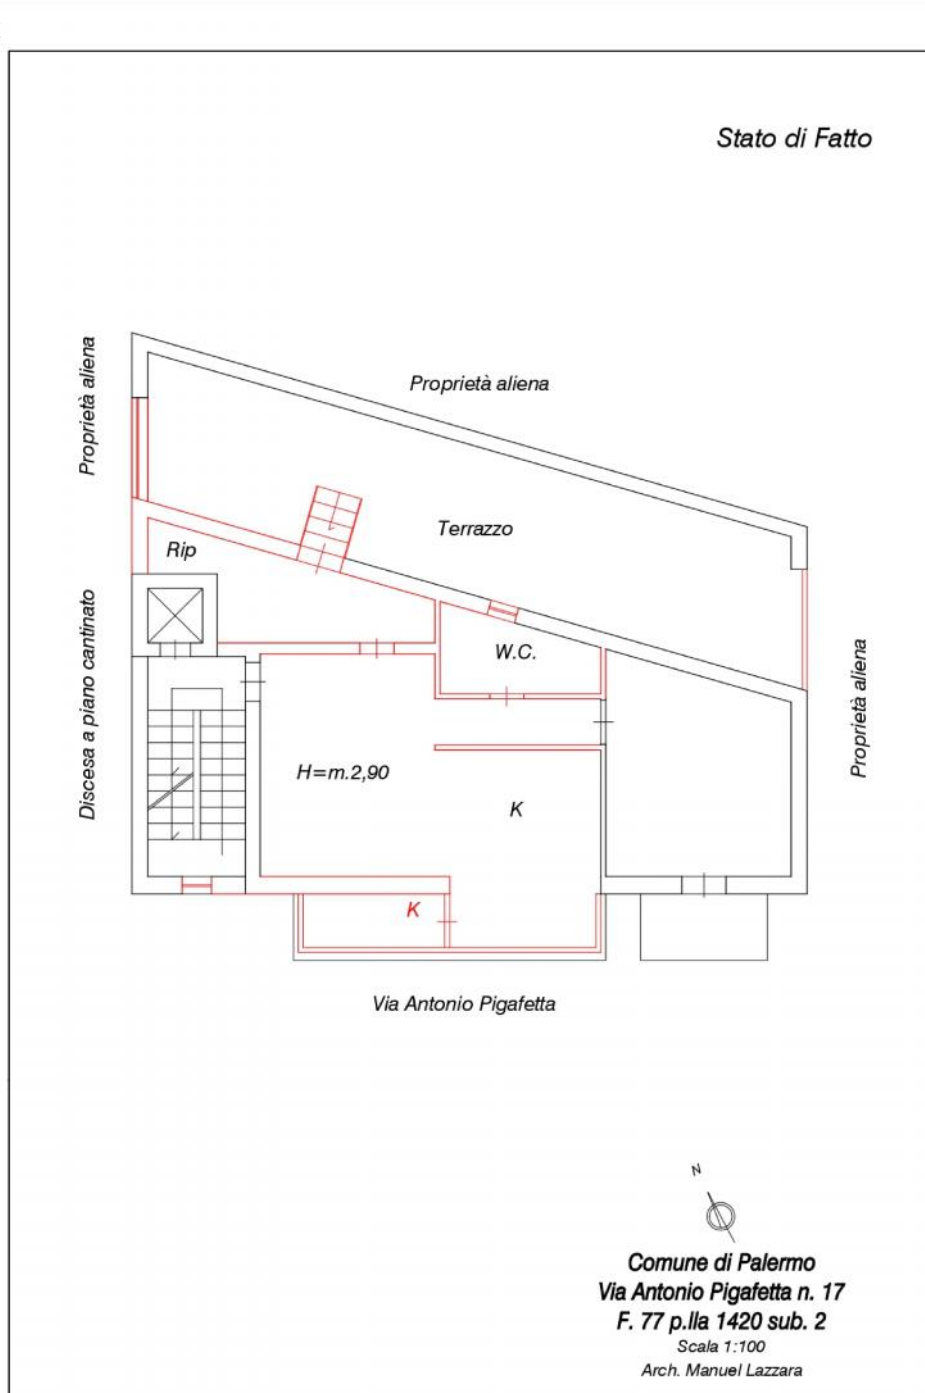 Stato di Fatto
Proprietà aliena
Proprietà aliena
Terrazzo
Rip
W.C.
Discesa a piano cantinato
Proprietà aliena
H=m.2,90
K
K
Via Antonio Pigafetta
N
Comune di Palermo
Via Antonio Pigafetta n. 17
F. 77 p.lla 1420 sub. 2
Scala 1:100
Arch. Manuel Lazzara